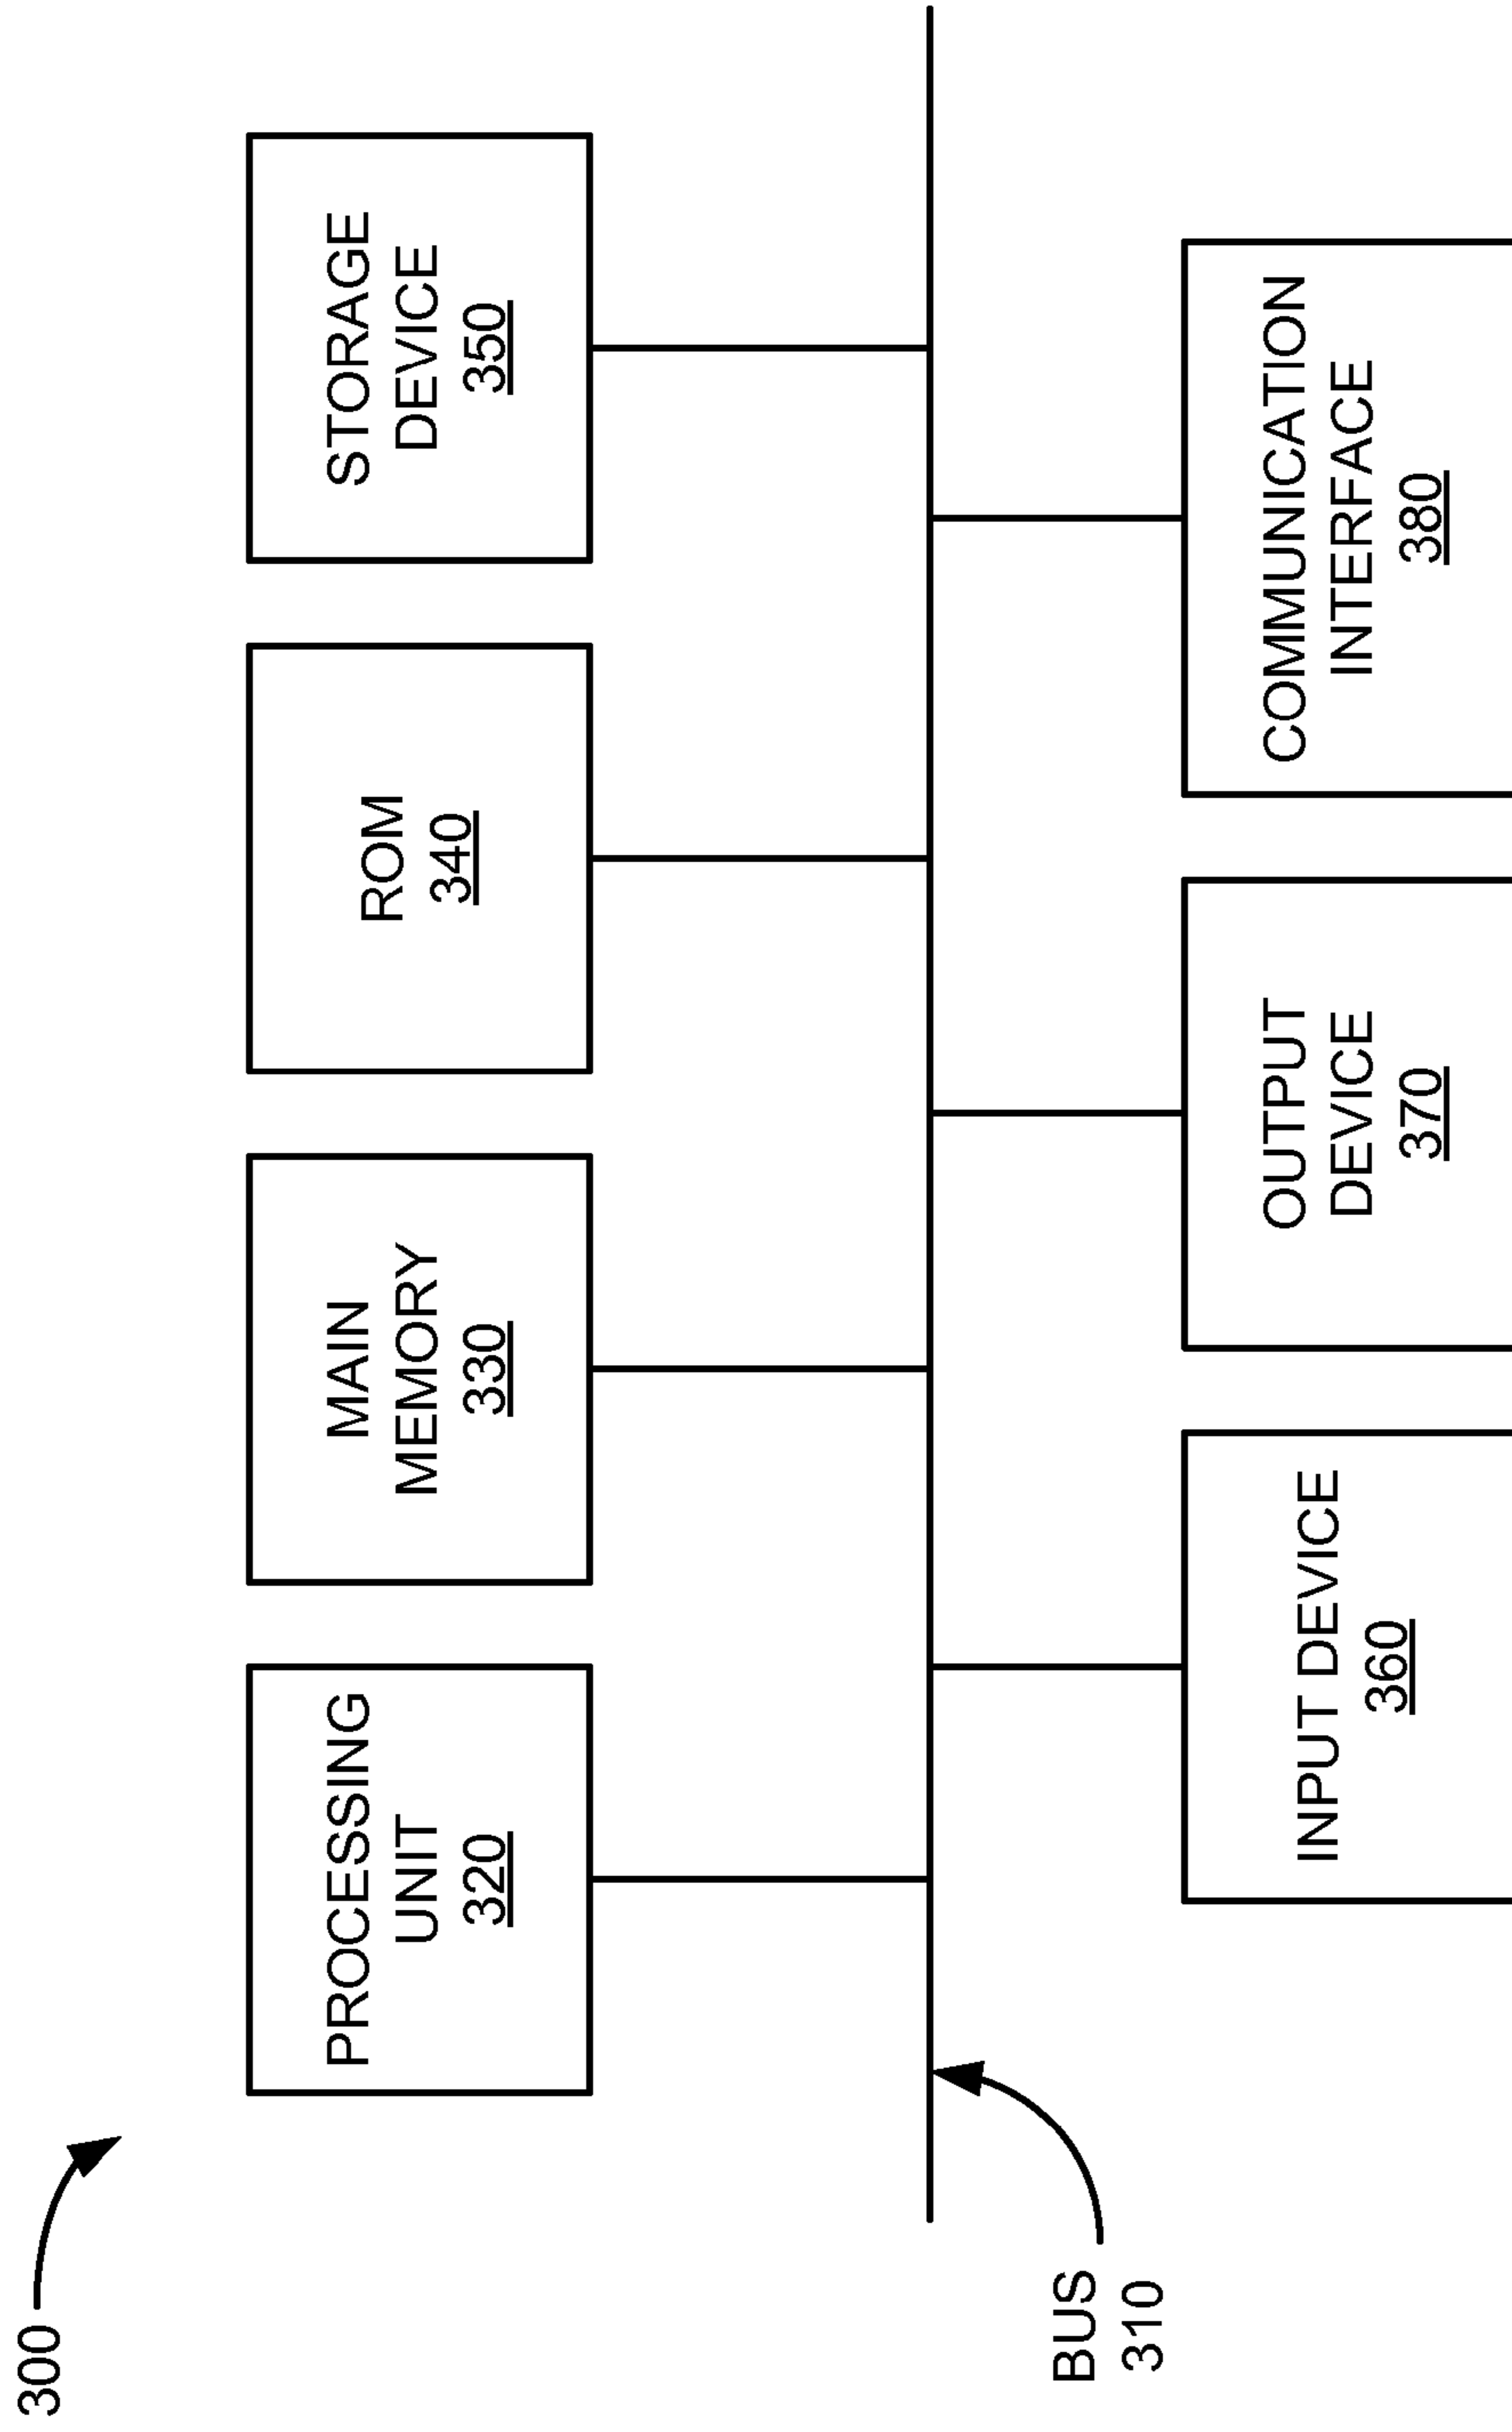 300
PROCESSING
UNIT
320
MAIN
MEMORY
330
ROM
340
STORAGE
DEVICE
350
BUS
310
INPUT DEVICE
360
OUTPUT
DEVICE
370
COMMUNICATION
INTERFACE
380